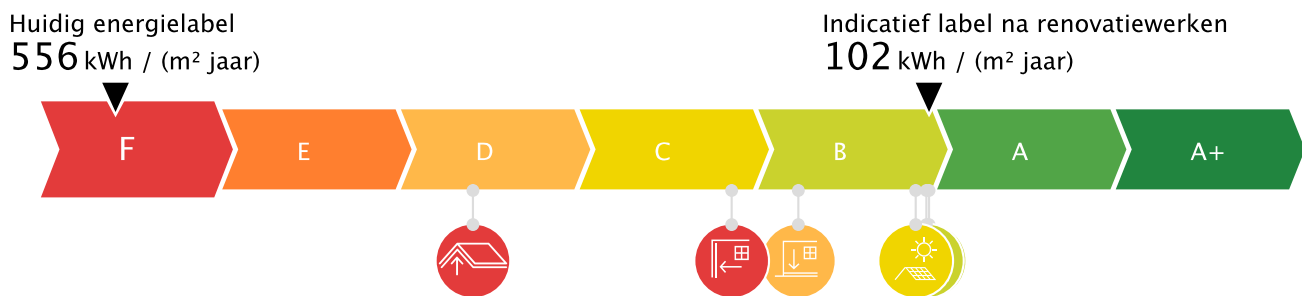 Huidig energielabel
556 kWh / (m² jaar)
Indicatief label na renovatiewerken
102 kWh / (m² jaar)
F E D C B A A+